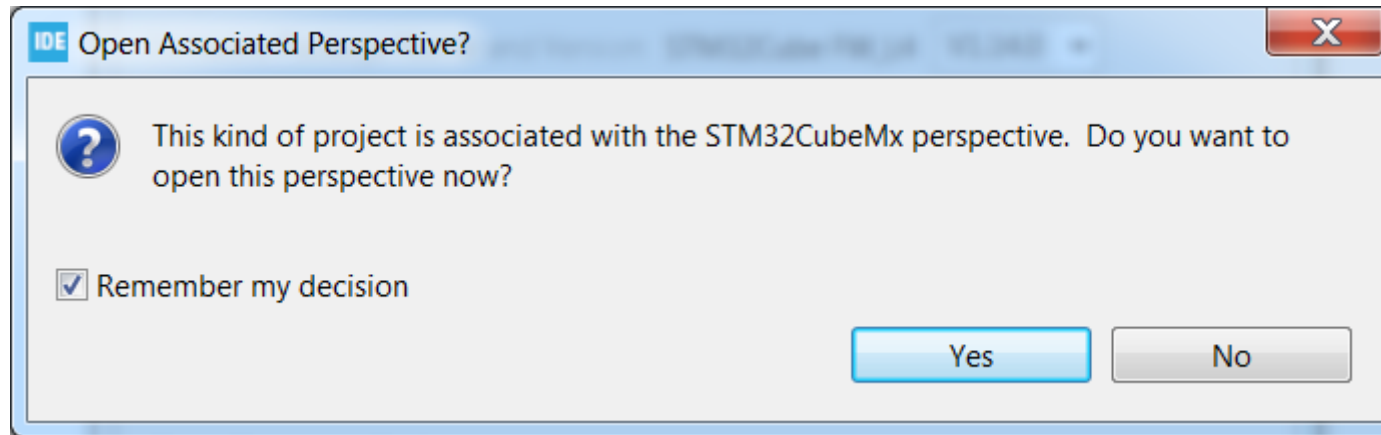 IDE Open Associated Perspective?
This kind of project is associated with the STM32CubeMx perspective.  Do you want to
open this perspective now?
Remember my decision
Yes No